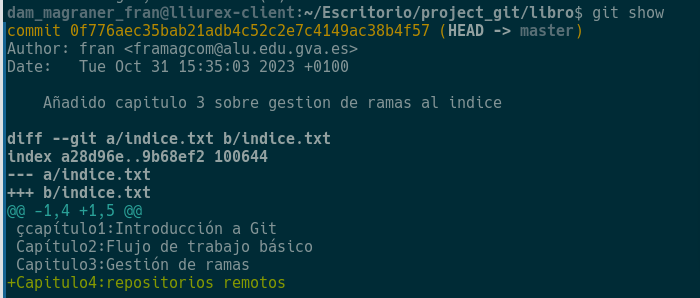 dam_magraner_fran@lliurex-client:~/Escritorio/project_git/libro$ git show
commit 0f776aec35bab21adb4c52c2e7c4149ac38b4f57 (HEAD -> master)
Author: fran <framagcom@alu.edu.gva.es>
Date:   Tue Oct 31 15:35:03 2023 +0100
    Añadido capitulo 3 sobre gestion de ramas al indice
diff --git a/indice.txt b/indice.txt
index a28d96e..9b68ef2 100644
--- a/indice.txt
+++ b/indice.txt
@@ -1,4 +1,5 @@
 çcapítulo1:Introducción a Git
 Capítulo2:Flujo de trabajo básico
 Capítulo3:Gestión de ramas
+Capitulo4:repositorios remotos